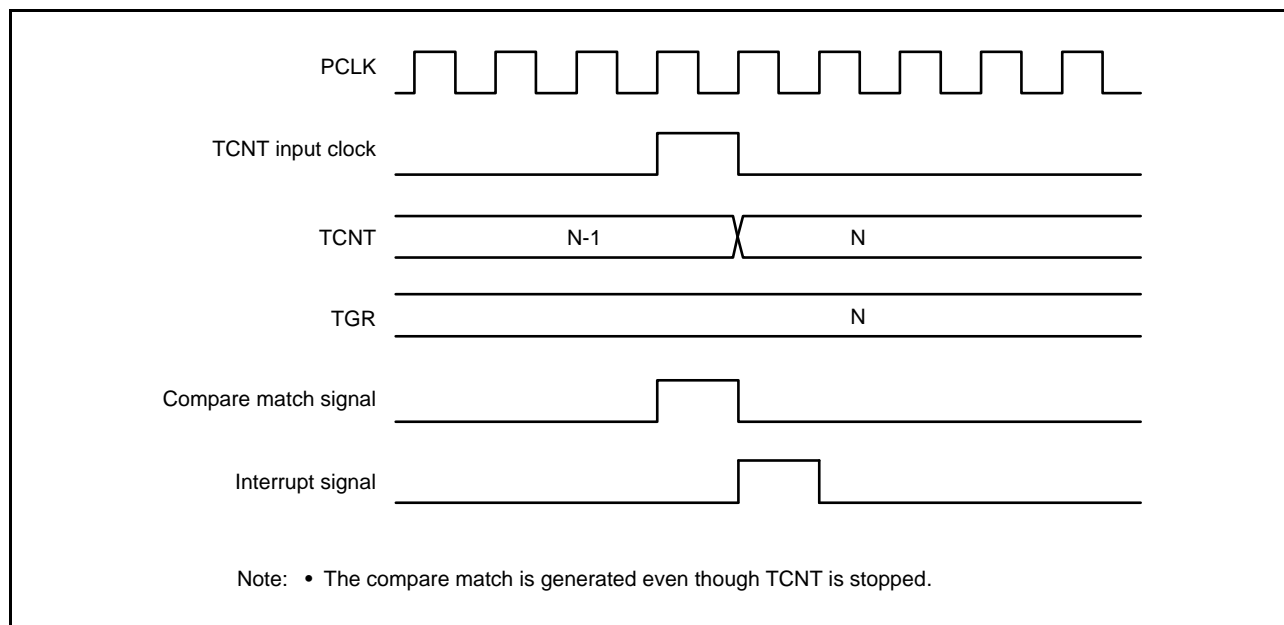 PCLK
TCNT input clock
TCNT
N-1
N
TGR
N
Compare match signal
Interrupt signal
Note: • The compare match is generated even though TCNT is stopped.